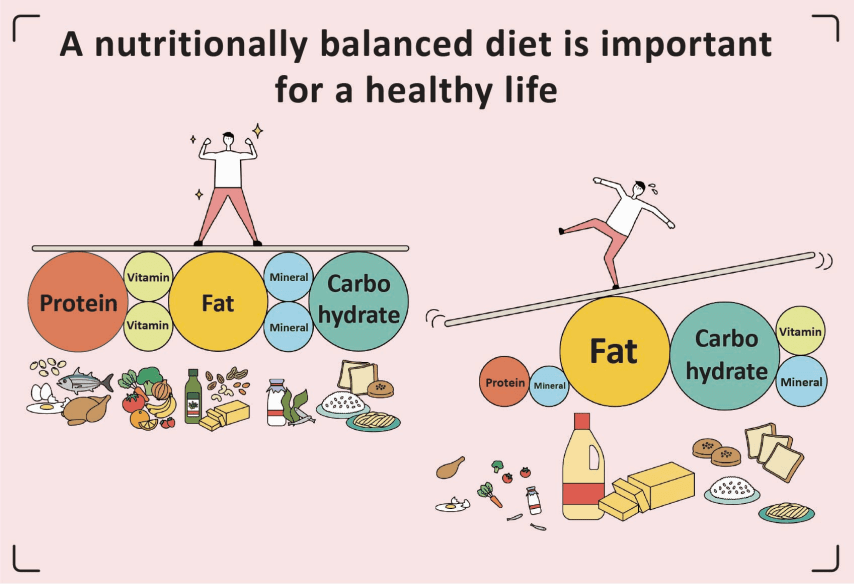 A nutritionally balanced diet is important
for a healthy life
Protein
Vitamin
Vitamin
Fat
Mineral
Mineral
Carbo
hydrate
Protein
Mineral
Fat
Carbo
hydrate
Vitamin
Mineral